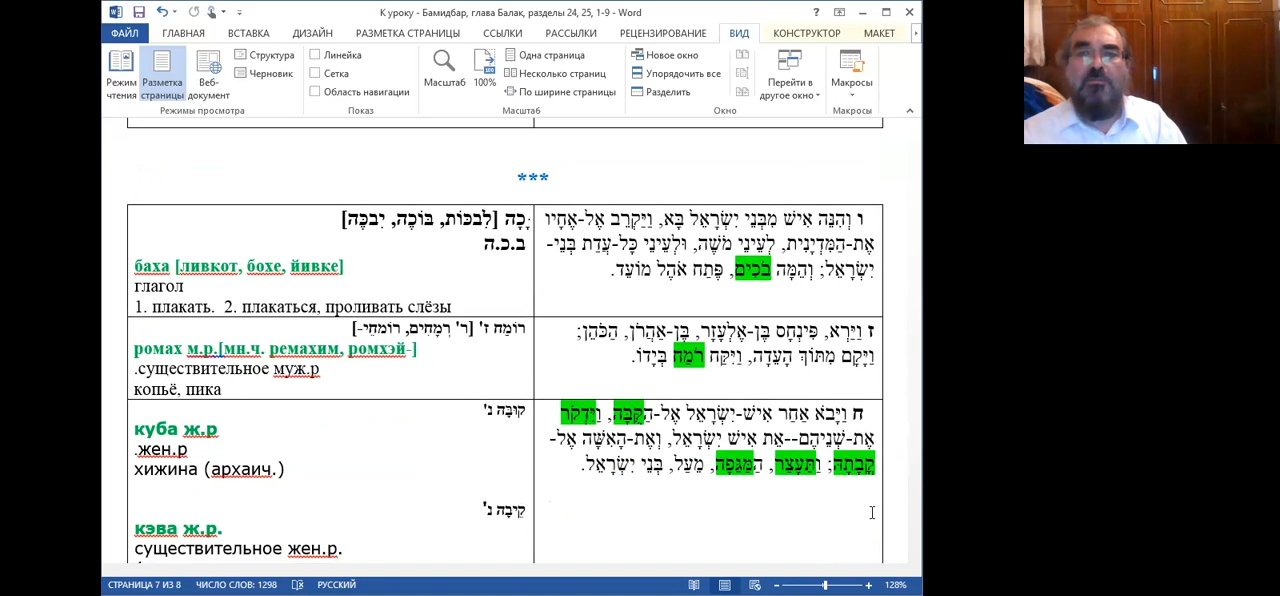 К уроку - Бамидбар, глава Балак, разделы 24, 25, 1-9 - Word
ФАЙЛ ГЛАВНАЯ ВСТАВКА ДИЗАЙН РАЗМЕТКА СТРАНИЦЫ ССЫЛКИ РАССЫЛКИ РЕЦЕНЗИРОВАНИЕ ВИД КОНСТРУКТОР МАКЕТ
Режим чтения
Разметка страницы
Веб-документ
Структура
Черновик
Режимы просмотра
Линейка
Сетка
Область навигации
Показ
Масштаб
100%
Одна страница
Несколько страниц
По ширине страницы
Масштаб
Новое окно
Упорядочить все
Разделить
Перейти в другое окно
Окно
Макросы
Макросы
***
ו וְהִנֵּה אִישׁ מִבְּנֵי יִשְׂרָאֵל בָּא, וַיַּקְרֵב אֶל-אֶחָיו
אֶת-הַמִּדְיָנִית, לְעֵינֵי מֹשֶׁה, וּלְעֵינֵי כָּל-עֲדַת בְּנֵי-
יִשְׂרָאֵל; וְהֵמָּה בֹכִים, פֶּתַח אֹהֶל מוֹעֵד.
כָה [לִבְכּוֹת, בּוֹכֶה, יִבְכֶּה]
ב.כ.ה
баха [ливкот, бохе, йивке]
глагол
1. плакать. 2. плакаться, проливать слёзы
ז וַיַּרְא, פִּינְחָס בֶּן-אֶלְעָזָר, בֶּן-אַהֲרֹן, הַכֹּהֵן;
וַיָּקָם מִתּוֹךְ הָעֵדָה, וַיִּקַּח רֹמַח בְּיָדוֹ.
רוֹמַח ז' [ר' רְמָחִים, רוֹמְחֵי-]
ромах м.р.[мн.ч. ремахим, ромхэй-]
.существительное муж.р
копьё, пика
ח וַיָּבֹא אַחַר אִישׁ-יִשְׂרָאֵל אֶל-הַקֻּבָּה, וַיִּדְקֹר
אֶת-שְׁנֵיהֶם--אֵת אִישׁ יִשְׂרָאֵל, וְאֶת-הָאִשָּׁה אֶל-
קֳבָתָהּ; וַתֵּעָצַר, הַמַּגֵּפָה, מֵעַל, בְּנֵי יִשְׂרָאֵל.
קוּבָּה נ'
куба ж.р
.жен.р
хижина (архаич.)
קֵיבָה נ'
кэва ж.р.
существительное жен.р.
СТРАНИЦА 7 ИЗ 8 ЧИСЛО СЛОВ: 1298 РУССКИЙ 128%